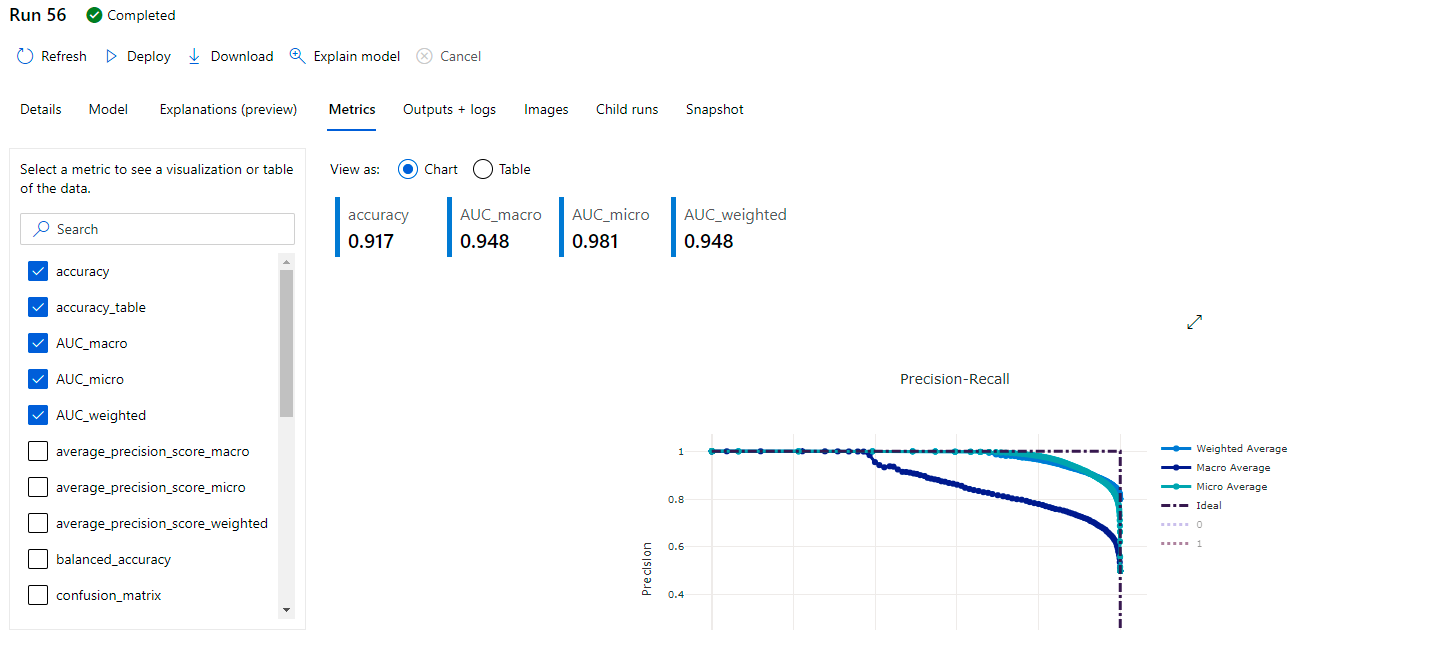 Run 56 Completed
Refresh Deploy Download Explain model Cancel
Details Model Explanations (preview) Metrics Outputs + logs Images Child runs Snapshot
Select a metric to see a visualization or table
of the data.
Search
accuracy
accuracy_table
AUC_macro
AUC_micro
AUC_weighted
average_precision_score_macro
average_precision_score_micro
average_precision_score_weighted
balanced_accuracy
confusion_matrix
View as: Chart Table
accuracy
0.917
AUC_macro
0.948
AUC_micro
0.981
AUC_weighted
0.948
Precision-Recall
1
0.8
0.6
0.4
Precision
Weighted Average
Macro Average
Micro Average
Ideal
0
1